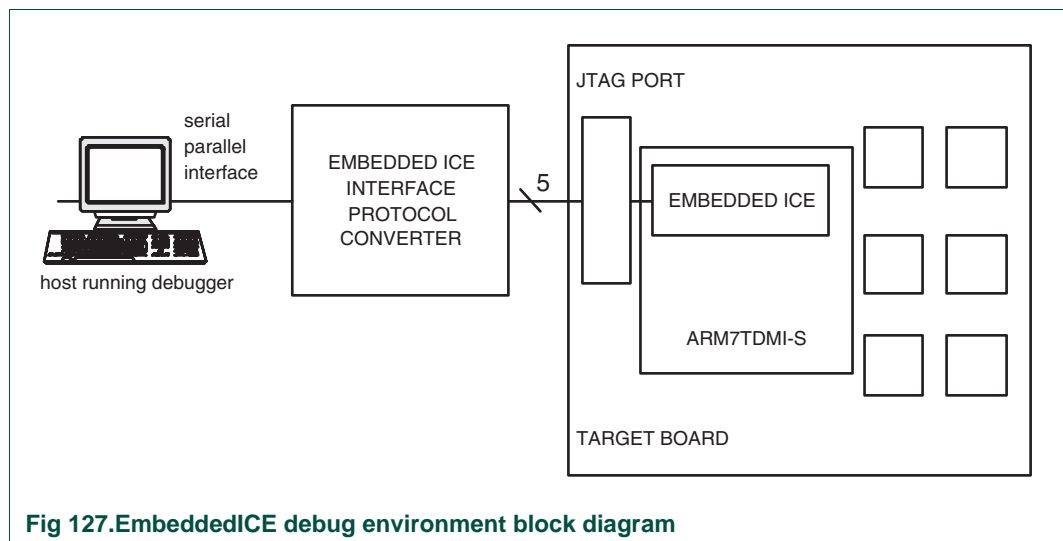 serial
parallel
interface
host running debugger
EMBEDDED ICE
INTERFACE
PROTOCOL
CONVERTER
5
JTAG PORT
EMBEDDED ICE
ARM7TDMI-S
TARGET BOARD
Fig 127.EmbeddedICE debug environment block diagram